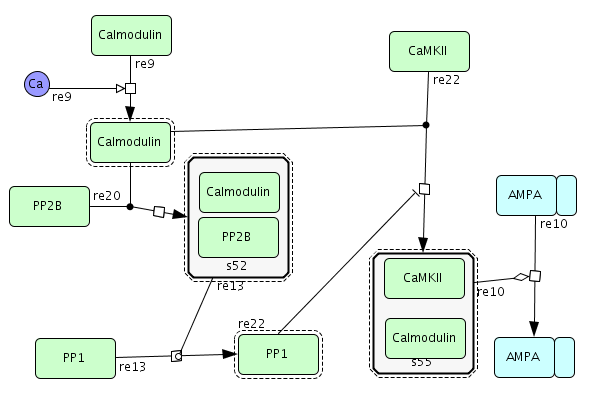 Calmodulin
CaMKII
re9
re22
Ca
re9
Calmodulin
AMPA
re20
PP2B
Calmodulin
PP2B
s52
re10
re13
CaMKII
re10
re22
Calmodulin
s55
PP1
re13
PP1
AMPA